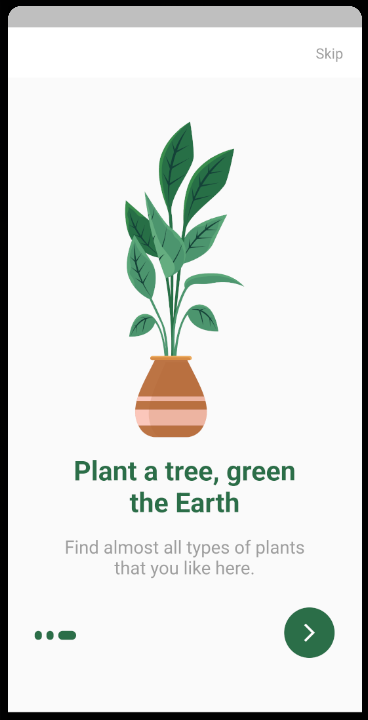 Skip
Plant a tree, green
the Earth
Find almost all types of plants
that you like here.